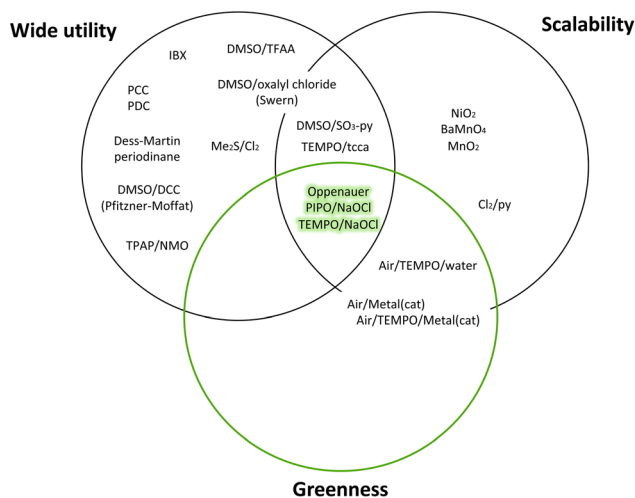 Wide utility
Scalability
IBX
DMSO/TFAA
PCC
PDC
DMSO/oxalyl chloride
(Swern)
NiO₂
BaMnO₄
MnO₂
DMSO/SO₃-py
TEMPO/tcca
Dess-Martin
periodinane
Me₂S/Cl₂
DMSO/DCC
(Pfitzner-Moffat)
Oppenauer
PIPO/NaOCl
TEMPO/NaOCl
Cl₂/py
TPAP/NMO
Air/TEMPO/water
Air/Metal(cat)
Air/TEMPO/Metal(cat)
Greenness